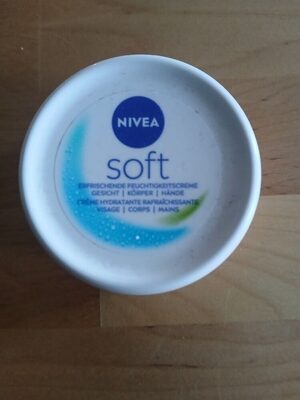 NIVEA
soft
ERFRISCHENDE FEUCHTIGKEITSCREME
GESICHT | KÖRPER | HÄNDE
CRÈME HYDRATANTE RAFRAÎCHISSANTE
VISAGE | CORPS | MAINS